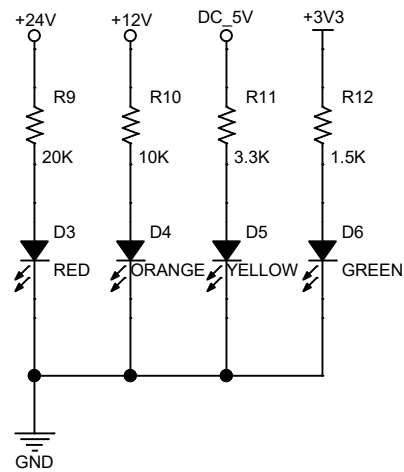 +24V +12V DC_5V +3V3
R9 R10 R11 R12
20K 10K 3.3K 1.5K
D3 D4 D5 D6
RED ORANGE YELLOW GREEN
GND